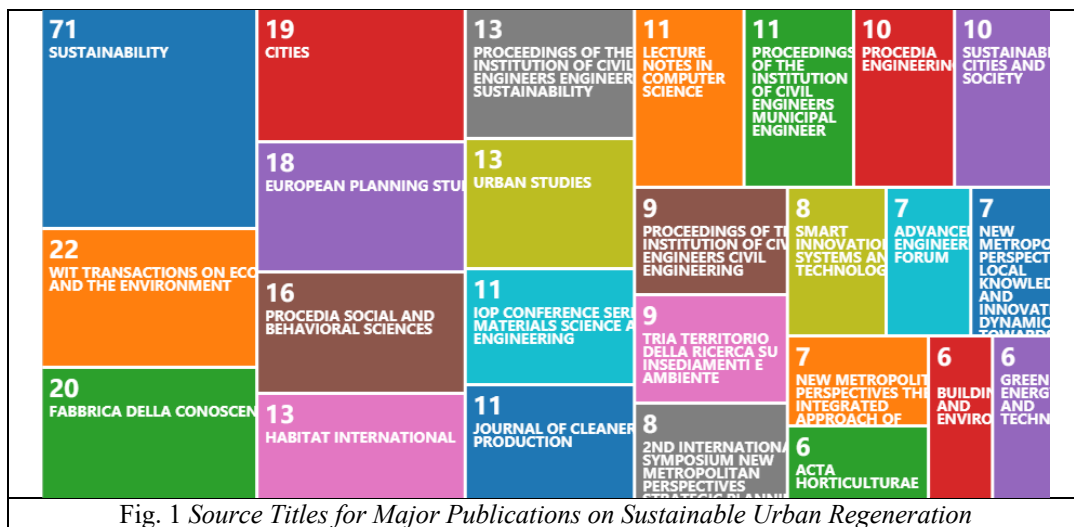 71
SUSTAINABILITY
22
WIT TRANSACTIONS ON ECO
AND THE ENVIRONMENT
20
FABBRICA DELLA CONOSCEN
19
CITIES
18
EUROPEAN PLANNING STU
16
PROCEDIA SOCIAL AND
BEHAVIORAL SCIENCES
13
HABITAT INTERNATIONAL
13
PROCEEDINGS OF THE
INSTITUTION OF CIVIL
ENGINEERS ENGINEER
SUSTAINABILITY
13
URBAN STUDIES
11
IOP CONFERENCE SERI
MATERIALS SCIENCE A
ENGINEERING
11
JOURNAL OF CLEANER
PRODUCTION
11
LECTURE
NOTES IN
COMPUTER
SCIENCE
11
PROCEEDINGS
OF THE
INSTITUTION
OF CIVIL
ENGINEERS
MUNICIPAL
ENGINEER
10
PROCEDIA
ENGINEERIN
10
SUSTAINAB
CITIES AND
SOCIETY
9
PROCEEDINGS OF T
INSTITUTION OF CIV
ENGINEERS CIVIL
ENGINEERING
9
TRIA TERRITORIO
DELLA RICERCA SU
INSEDIAMENTI E
AMBIENTE
8
2ND INTERNATIONA
SYMPOSIUM NEW
METROPOLITAN
PERSPECTIVES
STRATEGIC PLANNI
8
SMART
INNOVATION
SYSTEMS AN
TECHNOLOG
7
ADVANCE
ENGINEER
FORUM
7
NEW
METROPO
PERSPECT
LOCAL
KNOWLED
AND
INNOVAT
DYNAMIC
TOWARDS
7
NEW METROPOLIT
PERSPECTIVES THE
INTEGRATED
APPROACH OF
6
ACTA
HORTICULTURAE
6
BUILDIN
AND
ENVIRO
6
GREEN
ENERG
AND
TECHN
Fig. 1 Source Titles for Major Publications on Sustainable Urban Regeneration